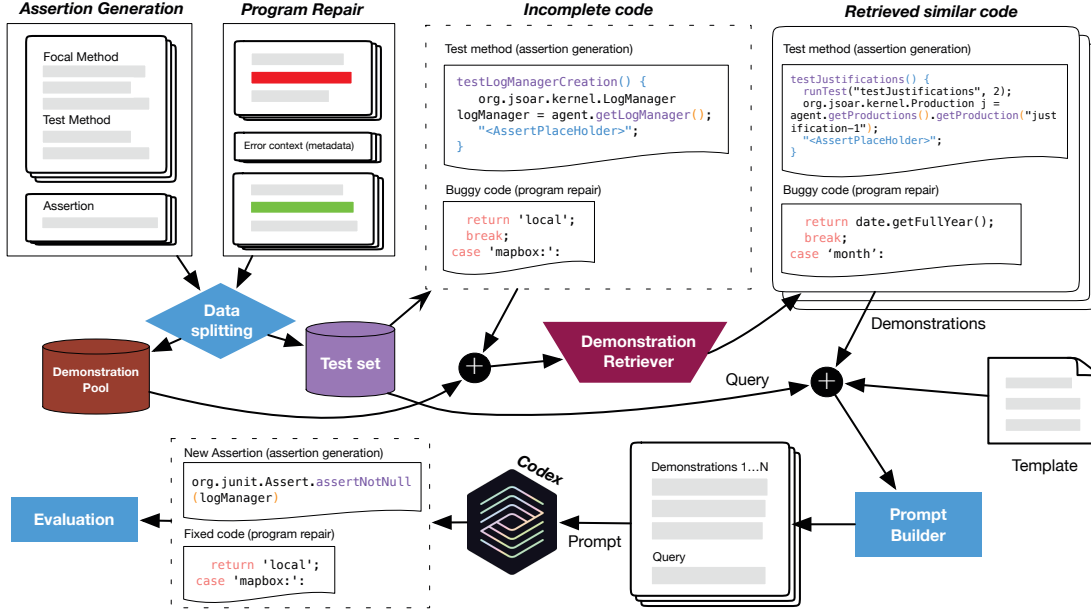 Assertion Generation
Focal Method
Test Method
Assertion
Program Repair
Error context (metadata)
Incomplete code
Test method (assertion generation)
testLogManagerCreation() {
org.jsoar.kernel.LogManager
logManager = agent.getLogManager();
"<AssertPlaceHolder>";
}
Buggy code (program repair)
return 'local';
break;
case 'mapbox:':
Retrieved similar code
Test method (assertion generation)
testJustifications() {
runTest("testJustifications", 2);
org.jsoar.kernel.Production j =
agent.getProductions().getProduction("just
ification-1");
"<AssertPlaceHolder>";
}
Buggy code (program repair)
return date.getFullYear();
break;
case ‘month’:
Demonstrations
Data
splitting
Demonstration
Pool
Test set
Demonstration
Retriever
Query
Template
Prompt
Builder
Demonstrations 1...N
Query
Prompt
Codex
New Assertion (assertion generation)
org.junit.Assert.assertNotNull
(logManager)
Fixed code (program repair)
return 'local';
case 'mapbox:':
Evaluation